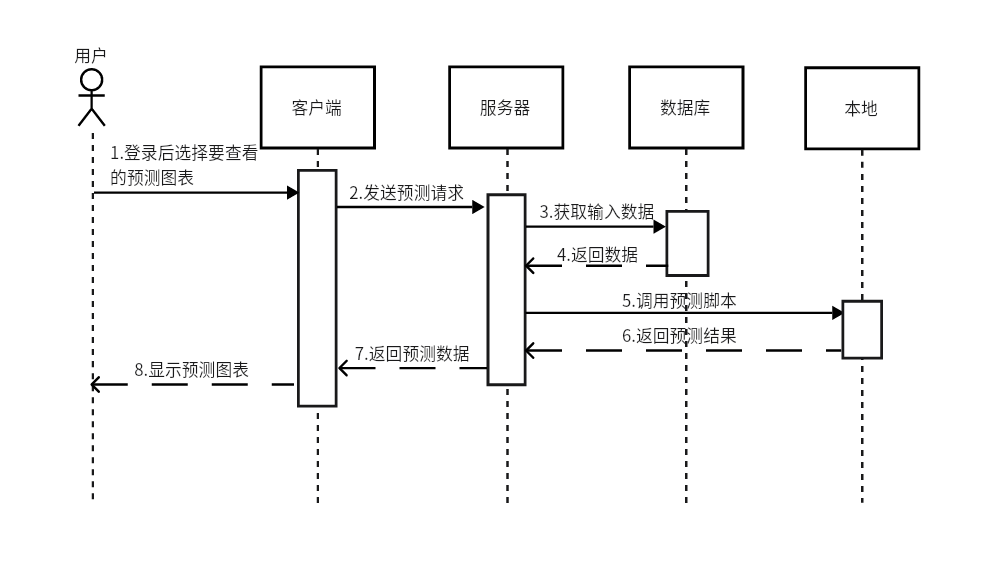 用户
客户端
服务器
数据库
本地
1.登录后选择要查看
的预测图表
2.发送预测请求
3.获取输入数据
4.返回数据
5.调用预测脚本
6.返回预测结果
7.返回预测数据
8.显示预测图表